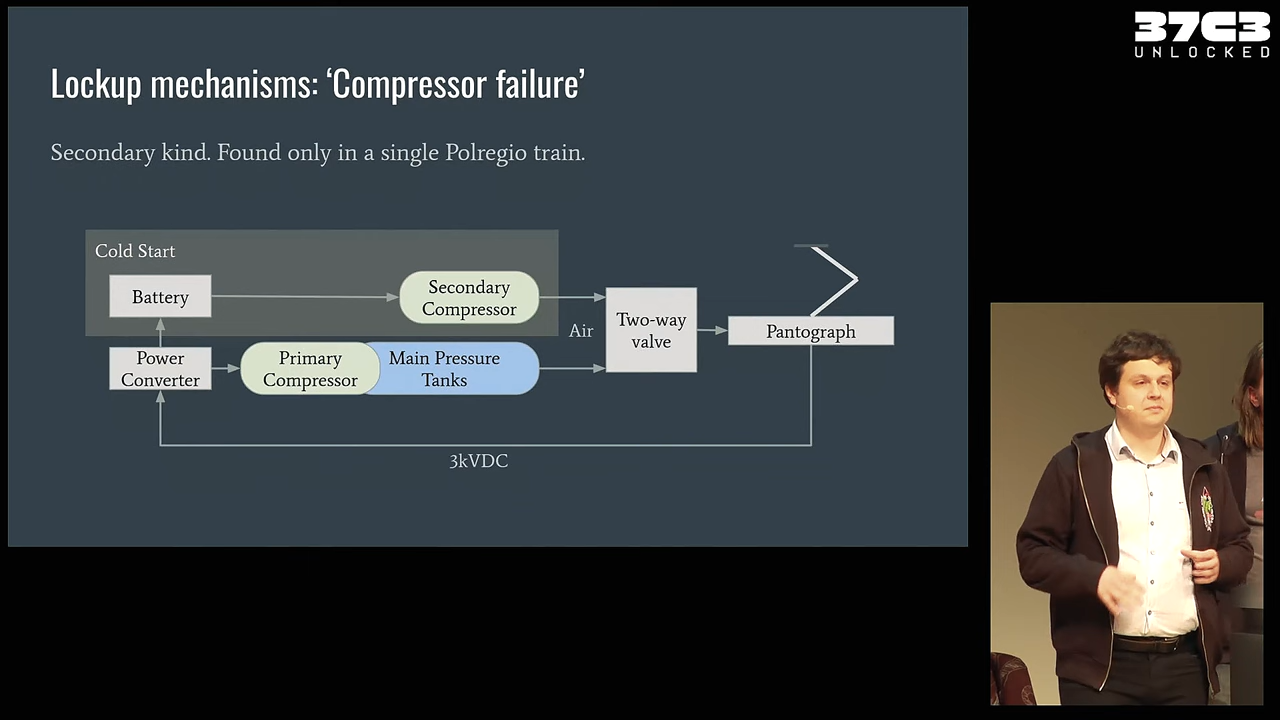 37C3
UNLOCKED
Lockup mechanisms: ‘Compressor failure’
Secondary kind. Found only in a single Polregio train.
Cold Start
Battery
Secondary
Compressor
Air
Two-way
valve
Pantograph
Power
Converter
Primary
Compressor
Main Pressure
Tanks
3kVDC